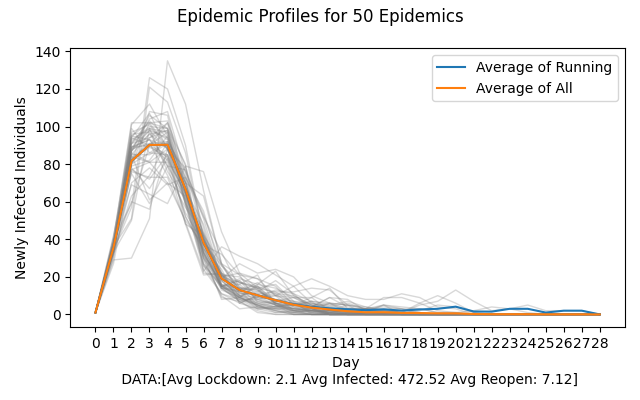 Epidemic Profiles for 50 Epidemics
140
120
100
80
60
40
20
0
Newly Infected Individuals
Average of Running
Average of All
0 1 2 3 4 5 6 7 8 9 10 11 12 13 14 15 16 17 18 19 20 21 22 23 24 25 26 27 28
Day
DATA:[Avg Lockdown: 2.1 Avg Infected: 472.52 Avg Reopen: 7.12]